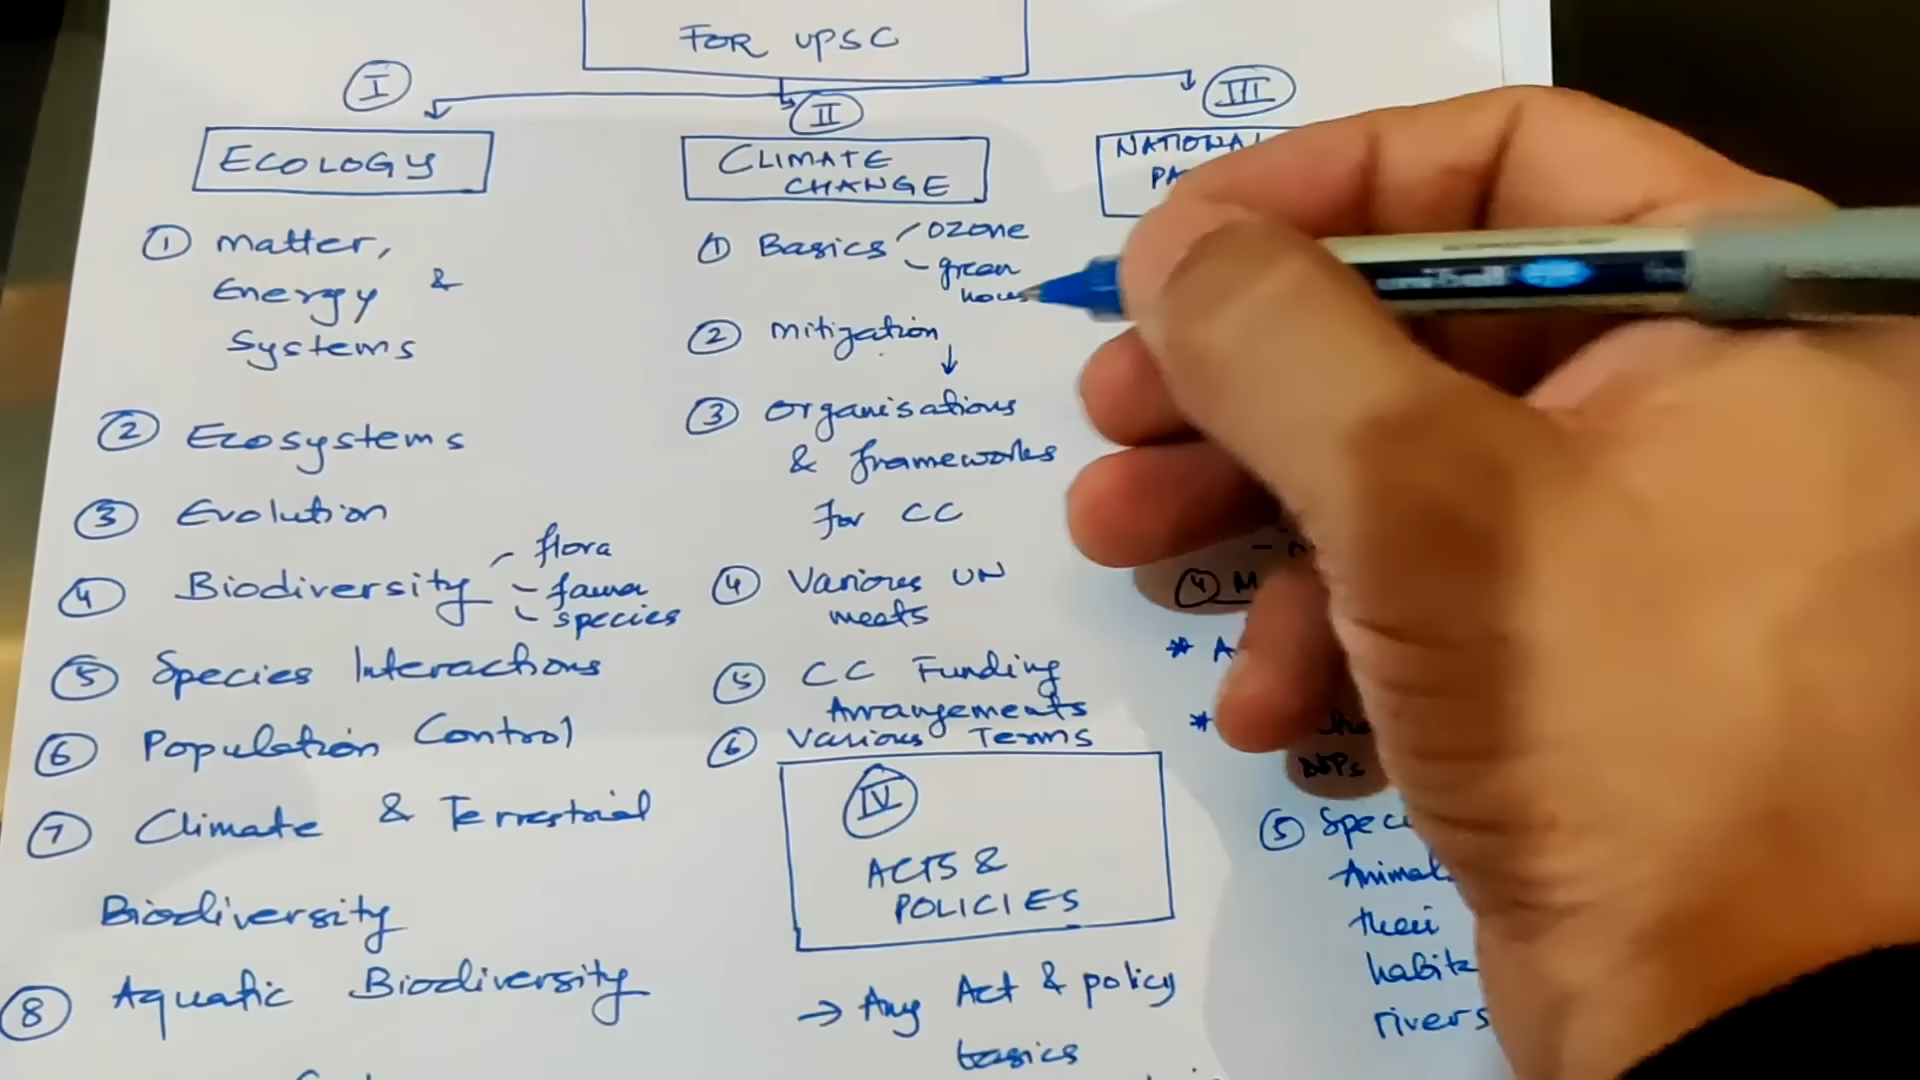 FOR UPSC
I
ECOLOGY
① matter,
Energy &
Systems
② Ecosystems
③ Evolution
④ Biodiversity - flora
- fauna
- species
⑤ Species Interactions
⑥ Population Control
⑦ Climate & Terrestrial
Biodiversity
⑧ Aquatic Biodiversity
II
CLIMATE
CHANGE
① Basics - Ozone
- green
② mitigation
③ organisations
& frameworks
for CC
④ Various UN
meets
⑤ CC Funding
Arrangements
⑥ Various Terms
IV
ACTS &
POLICIES
→ Any Act & policy
basics
III
NATIONAL
④
*
*
⑤
their
rivers